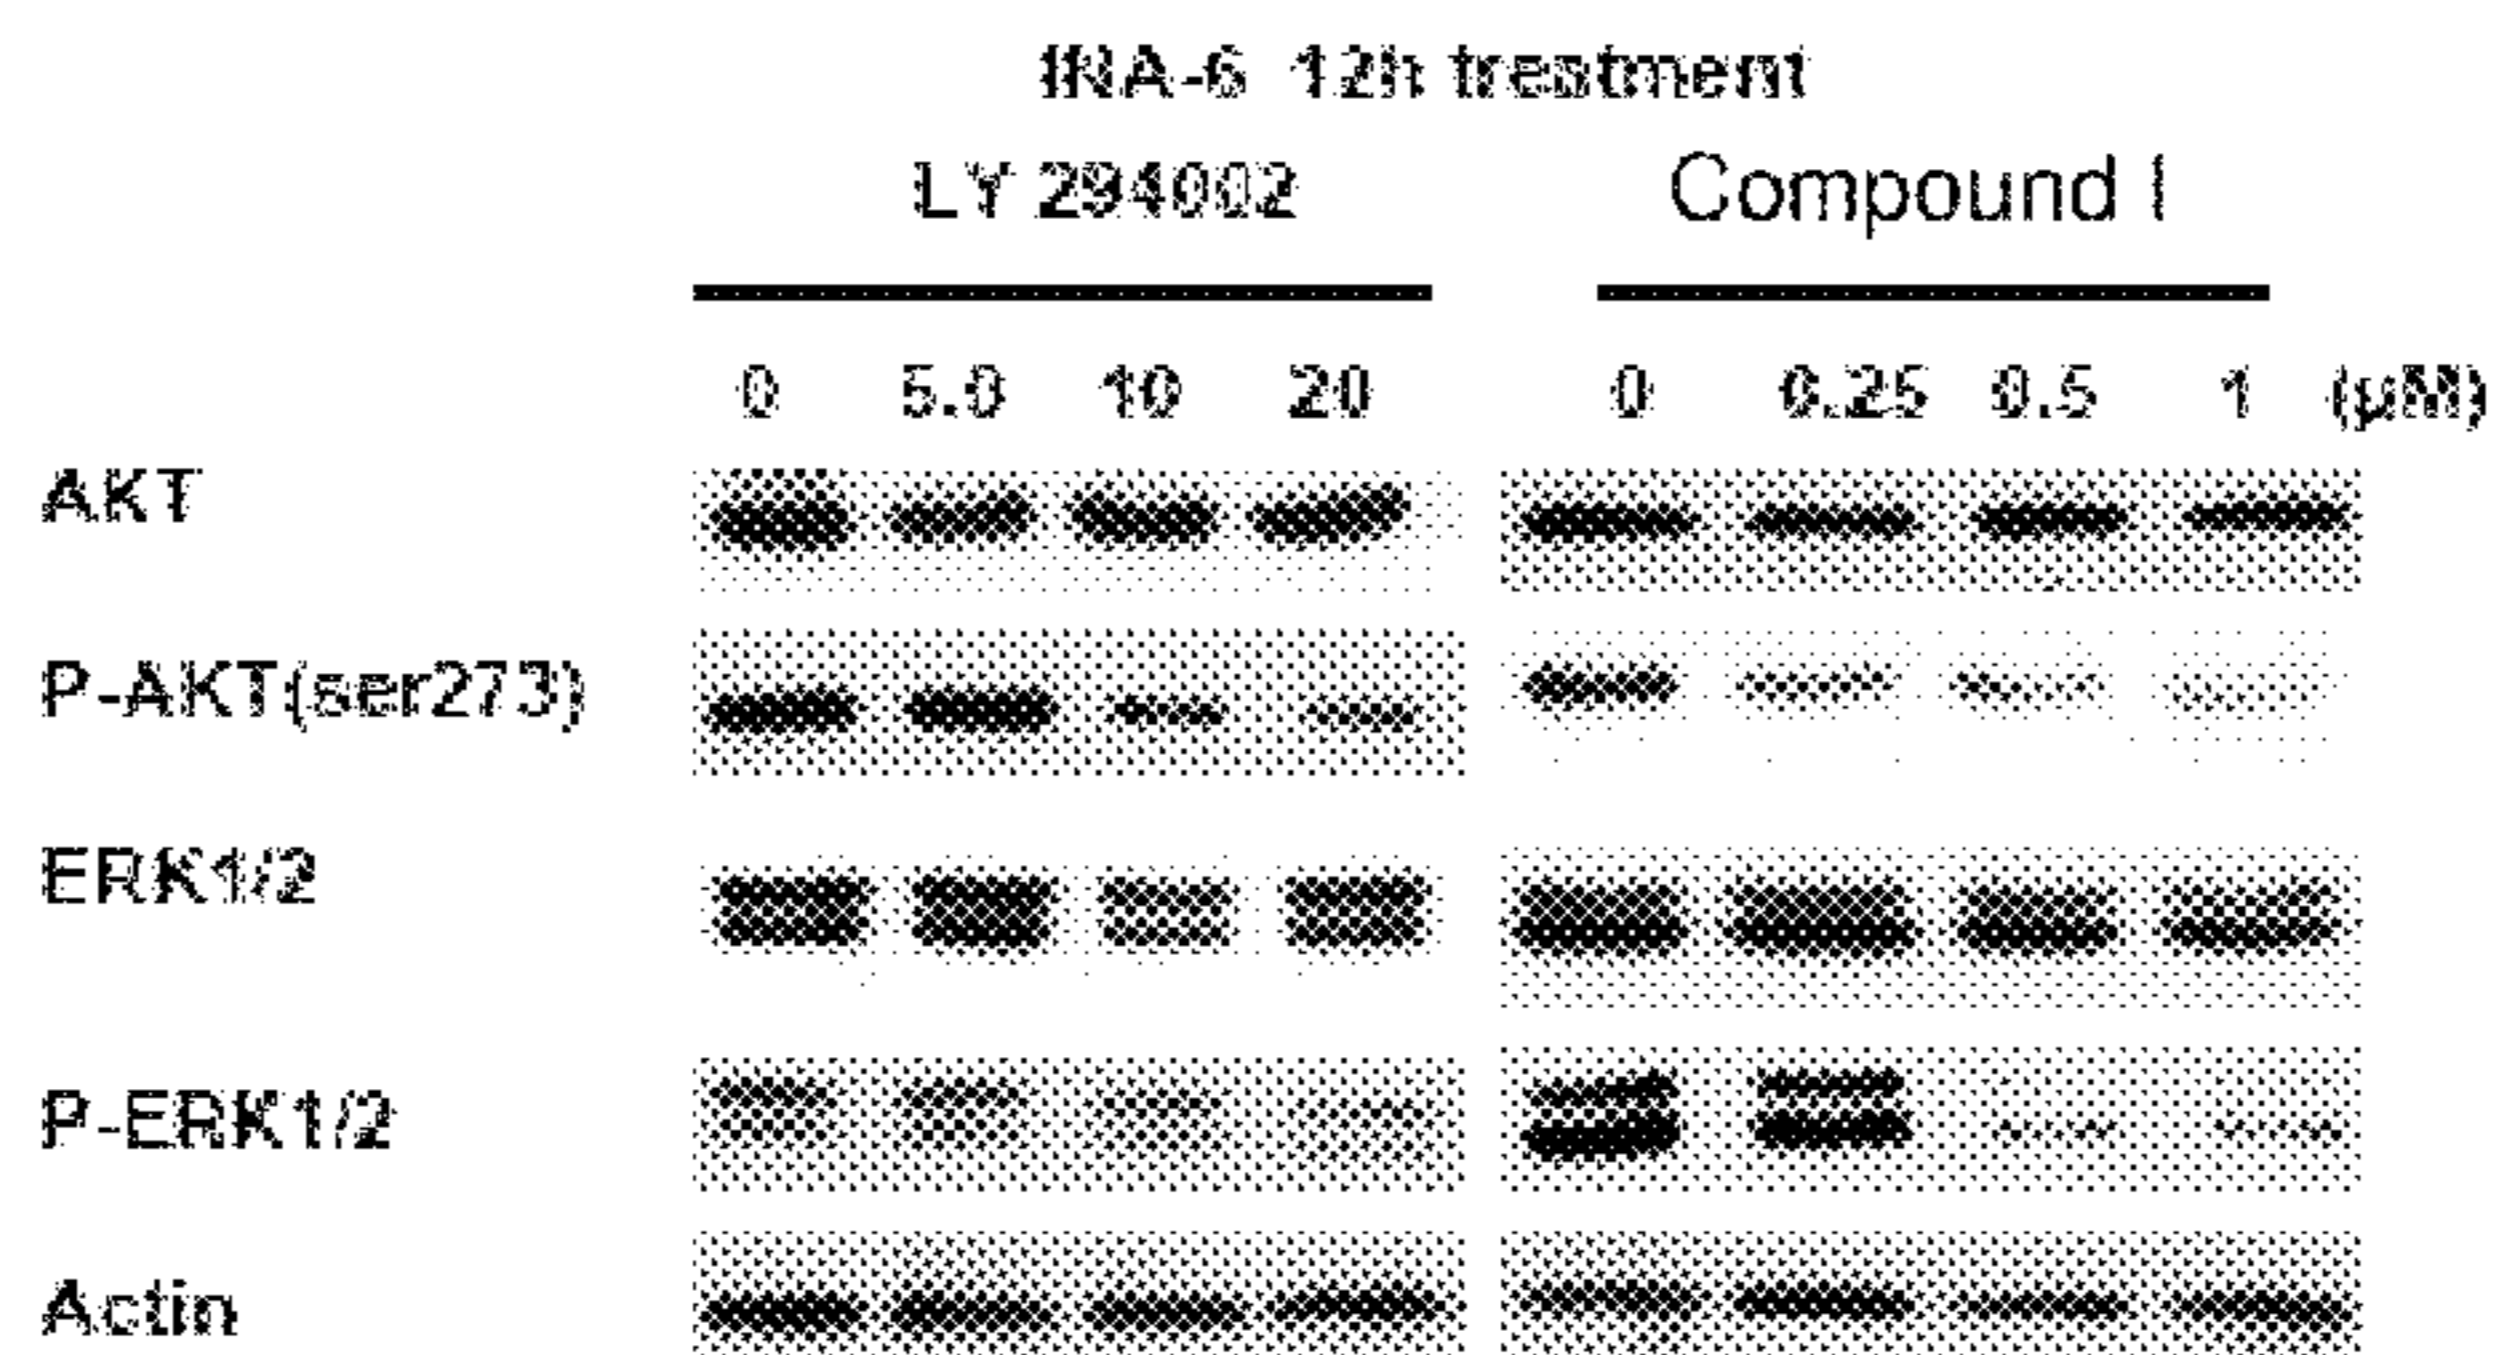 INA-6 12h treatment
LY 294002 Compound I
0 5.0 10 20 0 0.25 0.5 1 (µM)
AKT
P-AKT(ser273)
ERK1/2
P-ERK1/2
Actin